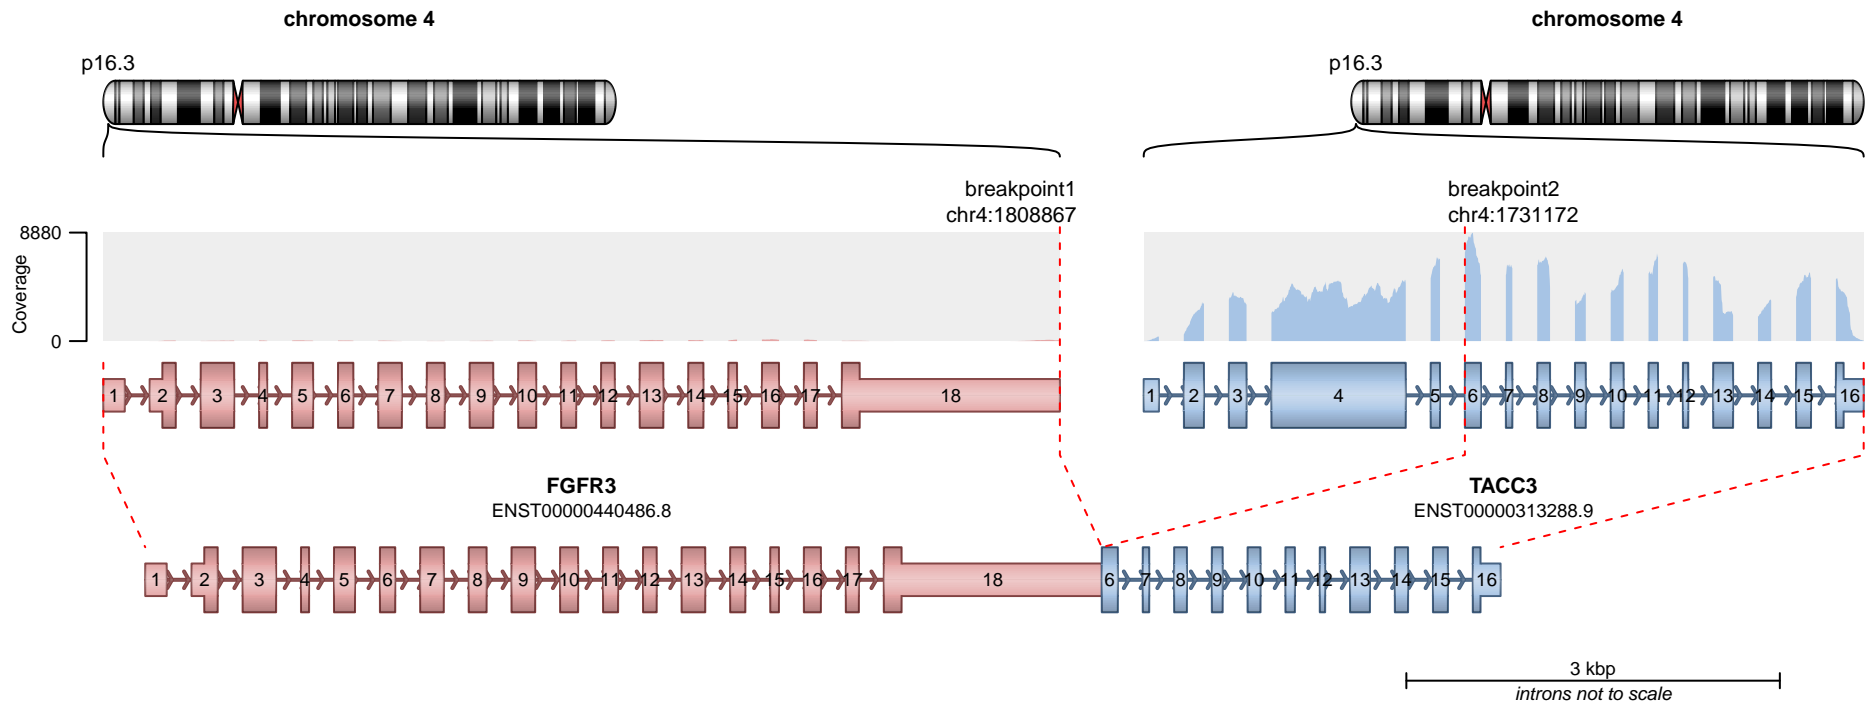 chromosome 4
chromosome 4
p16.3
p16.3
breakpoint1
chr4:1808867
breakpoint2
chr4:1731172
8880
Coverage
0
1 2 3 4 5 6 7 8 9 10 11 12 13 14 15 16 17 18
1 2 3 4 5 6 7 8 9 10 11 12 13 14 15 16
FGFR3
ENST00000440486.8
TACC3
ENST00000313288.9
1 2 3 4 5 6 7 8 9 10 11 12 13 14 15 16 17 18 6 7 8 9 10 11 12 13 14 15 16
3 kbp
introns not to scale